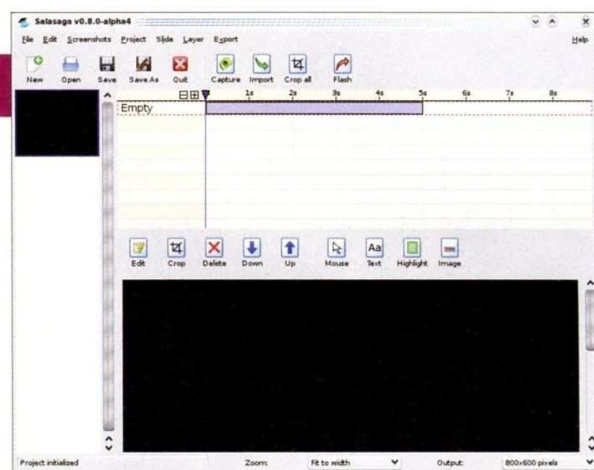 Salasaga v0.8.0-alpha4
File Edit Screenshots Project Slide Layer Export Help
New Open Save Save As Quit Capture Import Crop all Flash
1s 2s 3s 4s 5s 6s 7s 8s
Empty
Edit Crop Delete Down Up Mouse Text Highlight Image
Aa
Project initialized Zoom: Fit to width Output: 800x600 pixels